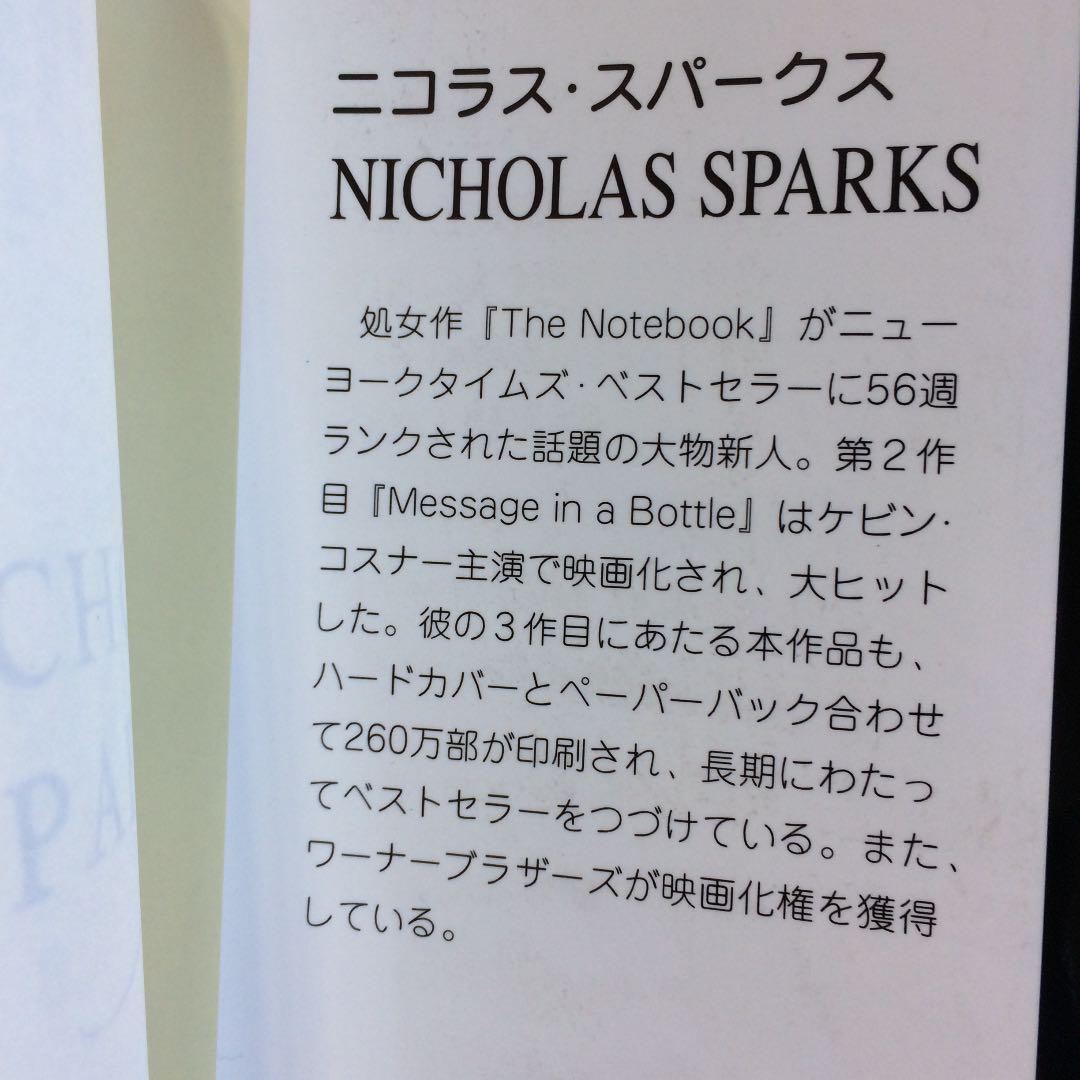 ニコラス・スパークス
NICHOLAS SPARKS
処女作『The Notebook』がニュー
ヨークタイムズ・ベストセラーに56週
ランクされた話題の大物新人。第２作
目『Message in a Bottle』はケビン・
コスナー主演で映画化され、大ヒット
した。彼の３作目にあたる本作品も、
ハードカバーとペーパーバック合わせ
て260万部が印刷され、長期にわたっ
てベストセラーをつづけている。また、
ワーナーブラザーズが映画化権を獲得
している。
CH
PA